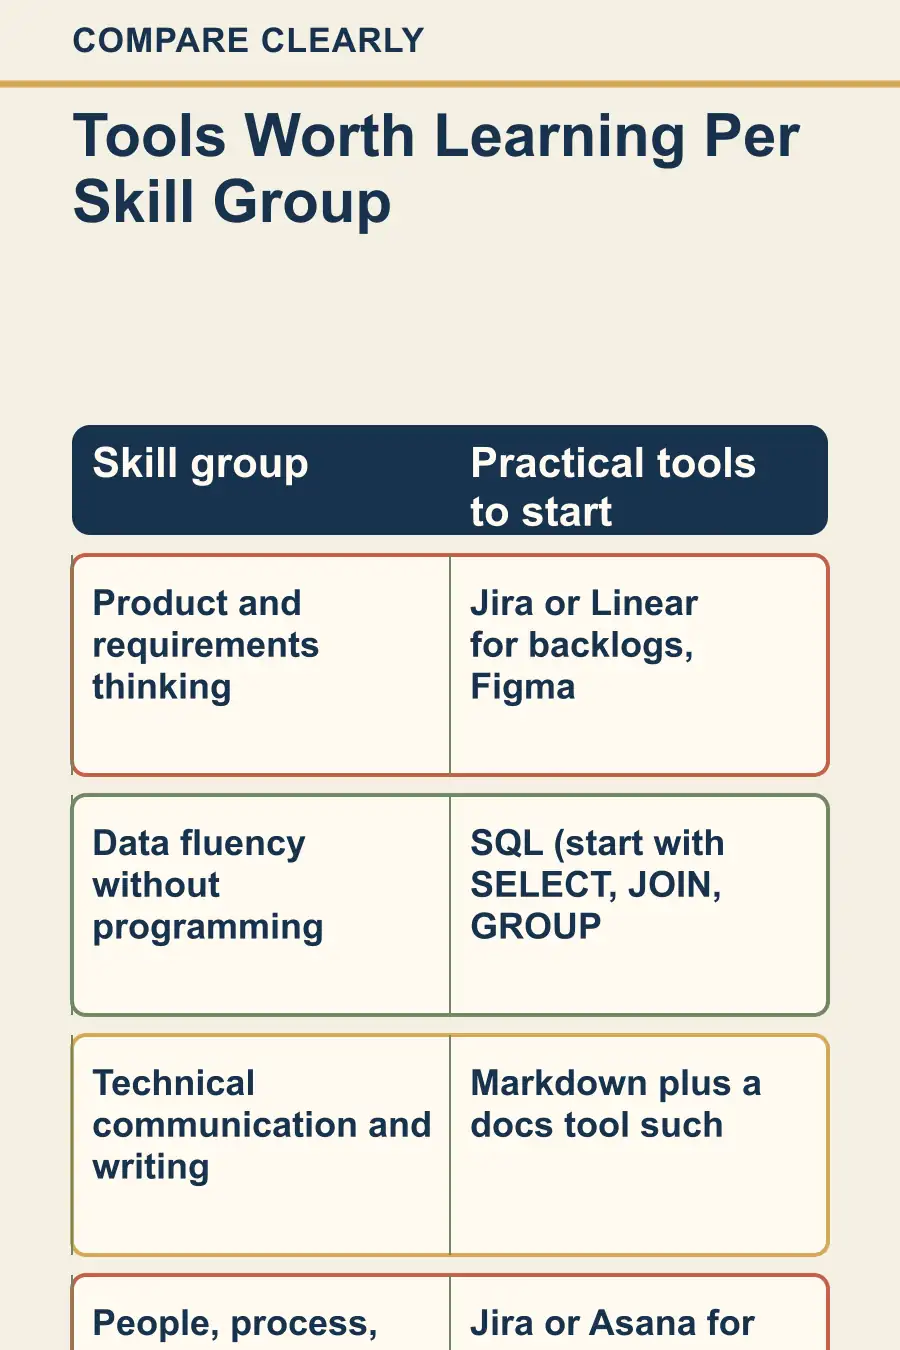 COMPARE CLEARLY
Tools Worth Learning Per
Skill Group
Skill group
Practical tools
to start
Product and
requirements
thinking
Jira or Linear
for backlogs,
Figma
Data fluency
without
programming
SQL (start with
SELECT, JOIN,
GROUP
Technical
communication and
writing
Markdown plus a
docs tool such
People, process,
Jira or Asana for